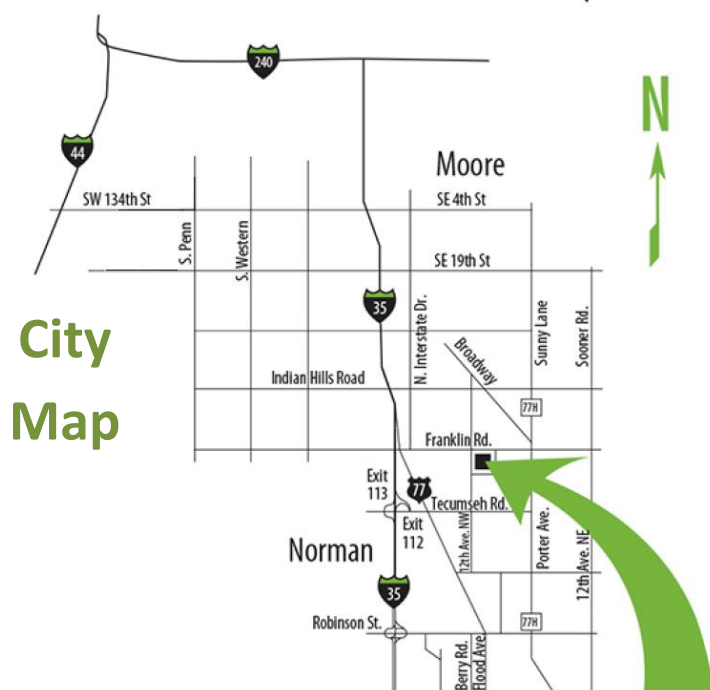 240
N
44
Moore
SW 134th St
SE 4th St
S. Penn
S. Western
SE 19th St
35
N. Interstate Dr.
Sunny Lane
Sooner Rd.
City
Map
Broadway
Indian Hills Road
77H
Franklin Rd.
Exit
113
77
Tecumseh Rd.
Exit
112
12th Ave. NW
Porter Ave.
12th Ave. NE
Norman
35
Robinson St.
77H
Berry Rd.
Flood Ave.